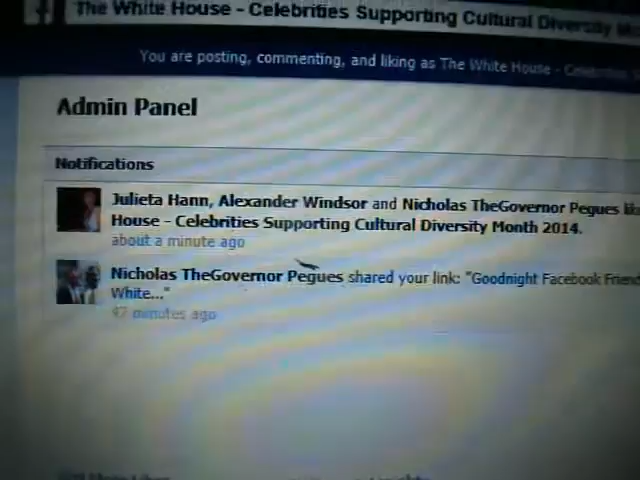 The White House - Celebrities Supporting Cultural Diversity
You are posting, commenting, and liking as The White House -
Admin Panel
Notifications
Julieta Hann, Alexander Windsor and Nicholas TheGovernor Pegues
House - Celebrities Supporting Cultural Diversity Month 2014.
about a minute ago
Nicholas TheGovernor Pegues shared your link: "Goodnight Facebook Friend
White..."
47 minutes ago